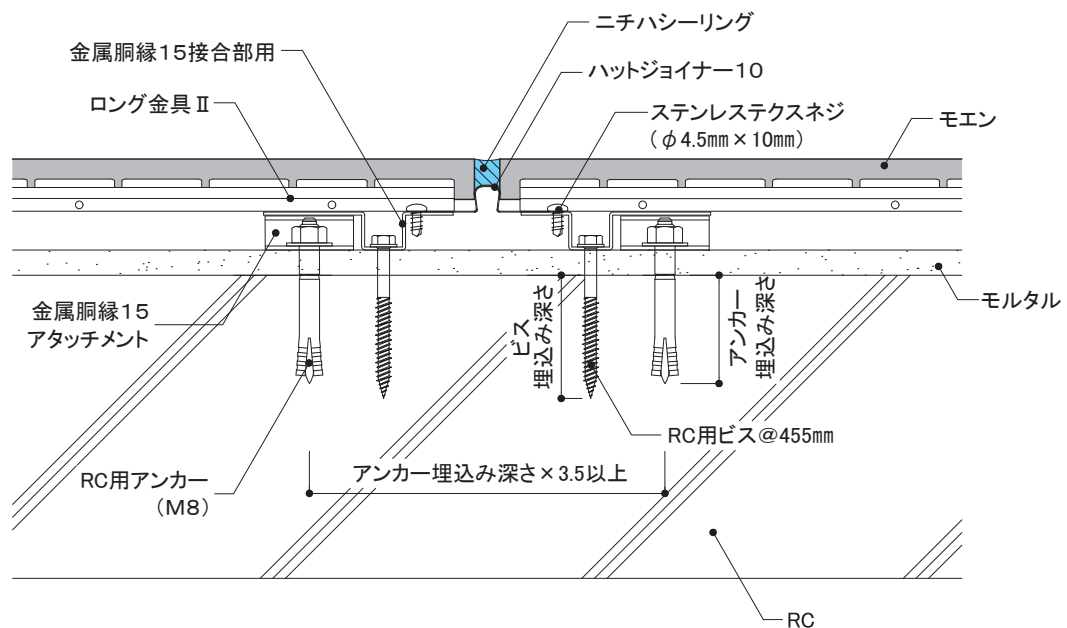 ニチハシーリング
金属胴縁15接合部用
ハットジョイナー10
ロング金具Ⅱ
ステンレステクスネジ
（φ4.5mm×10mm）
モエン
金属胴縁15
アタッチメント
ビス
埋込み深さ
アンカー
埋込み深さ
モルタル
RC用ビス@455mm
RC用アンカー
（M8）
アンカー埋込み深さ×3.5以上
RC